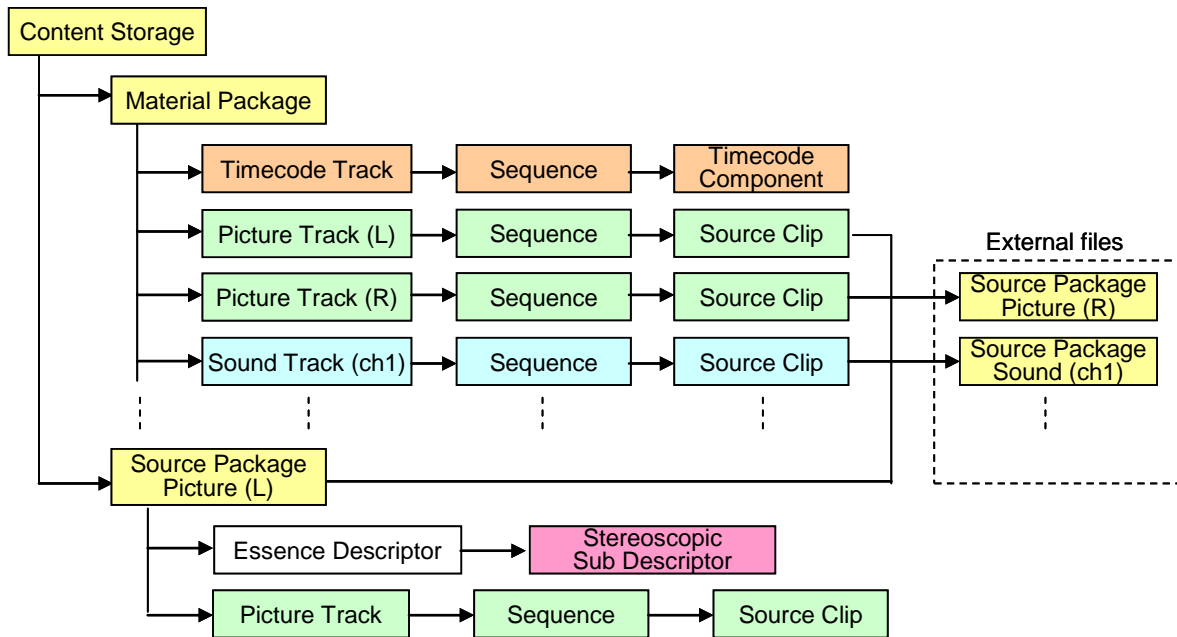 Content Storage
Material Package
Timecode Track
Sequence
Timecode
Component
Picture Track (L)
Sequence
Source Clip
External files
Picture Track (R)
Sequence
Source Clip
Source Package
Picture (R)
Sound Track (ch1)
Sequence
Source Clip
Source Package
Sound (ch1)
Source Package
Picture (L)
Essence Descriptor
Stereoscopic
Sub Descriptor
Picture Track
Sequence
Source Clip